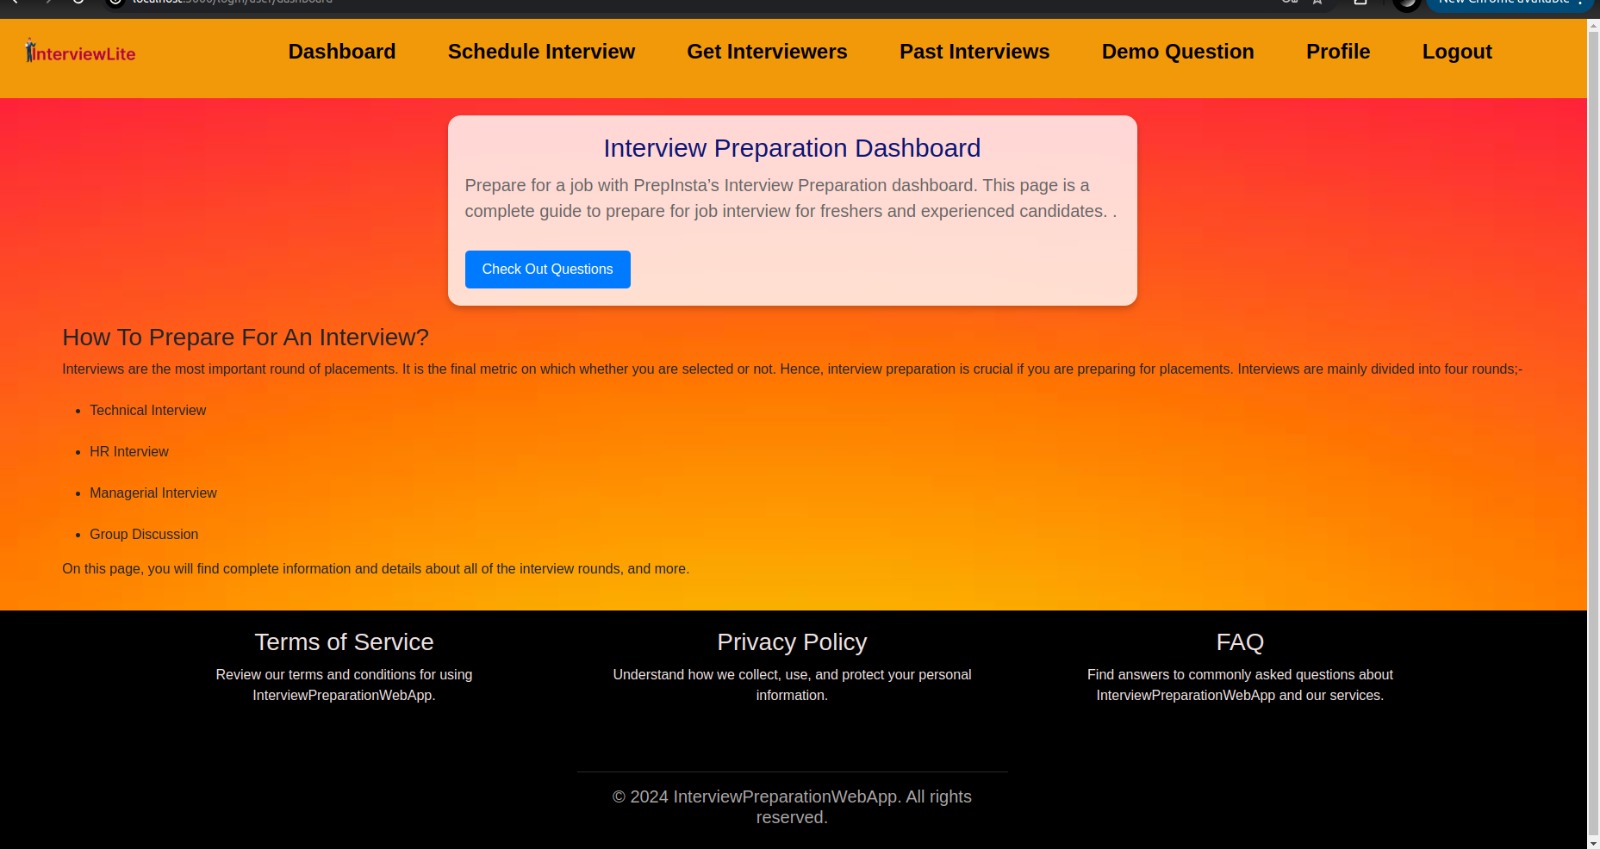 InterviewLite
Dashboard Schedule Interview Get Interviewers Past Interviews Demo Question Profile Logout
Interview Preparation Dashboard
Prepare for a job with PrepInsta's Interview Preparation dashboard. This page is a
complete guide to prepare for job interview for freshers and experienced candidates. .
Check Out Questions
How To Prepare For An Interview?
Interviews are the most important round of placements. It is the final metric on which whether you are selected or not. Hence, interview preparation is crucial if you are preparing for placements. Interviews are mainly divided into four rounds;-
• Technical Interview
• HR Interview
• Managerial Interview
• Group Discussion
On this page, you will find complete information and details about all of the interview rounds, and more.
Terms of Service
Review our terms and conditions for using
InterviewPreparationWebApp.
Privacy Policy
Understand how we collect, use, and protect your personal
information.
FAQ
Find answers to commonly asked questions about
InterviewPreparationWebApp and our services.
© 2024 InterviewPreparationWebApp. All rights
reserved.